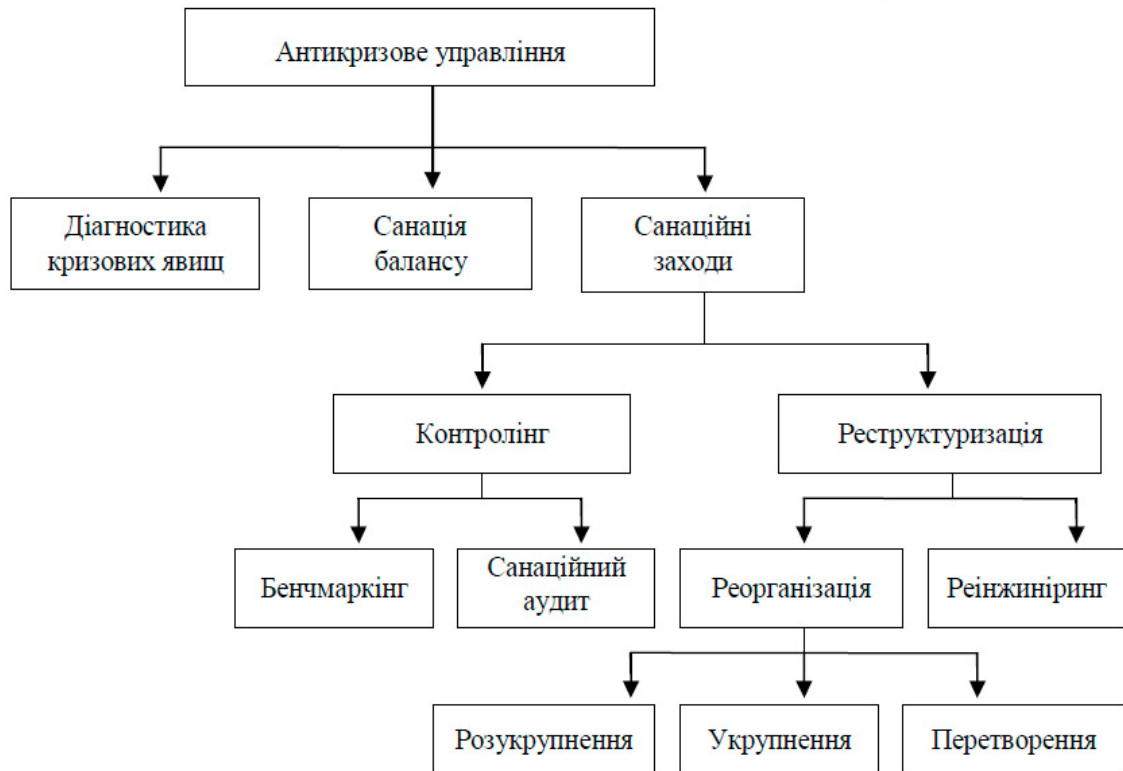 Антикризове управління
Діагностика
кризових явищ
Санація
балансу
Санаційні
заходи
Контролінг
Реструктуризація
Бенчмаркінг
Санаційний
аудит
Реорганізація
Реінжиніринг
Розукрупнення
Укрупнення
Перетворення